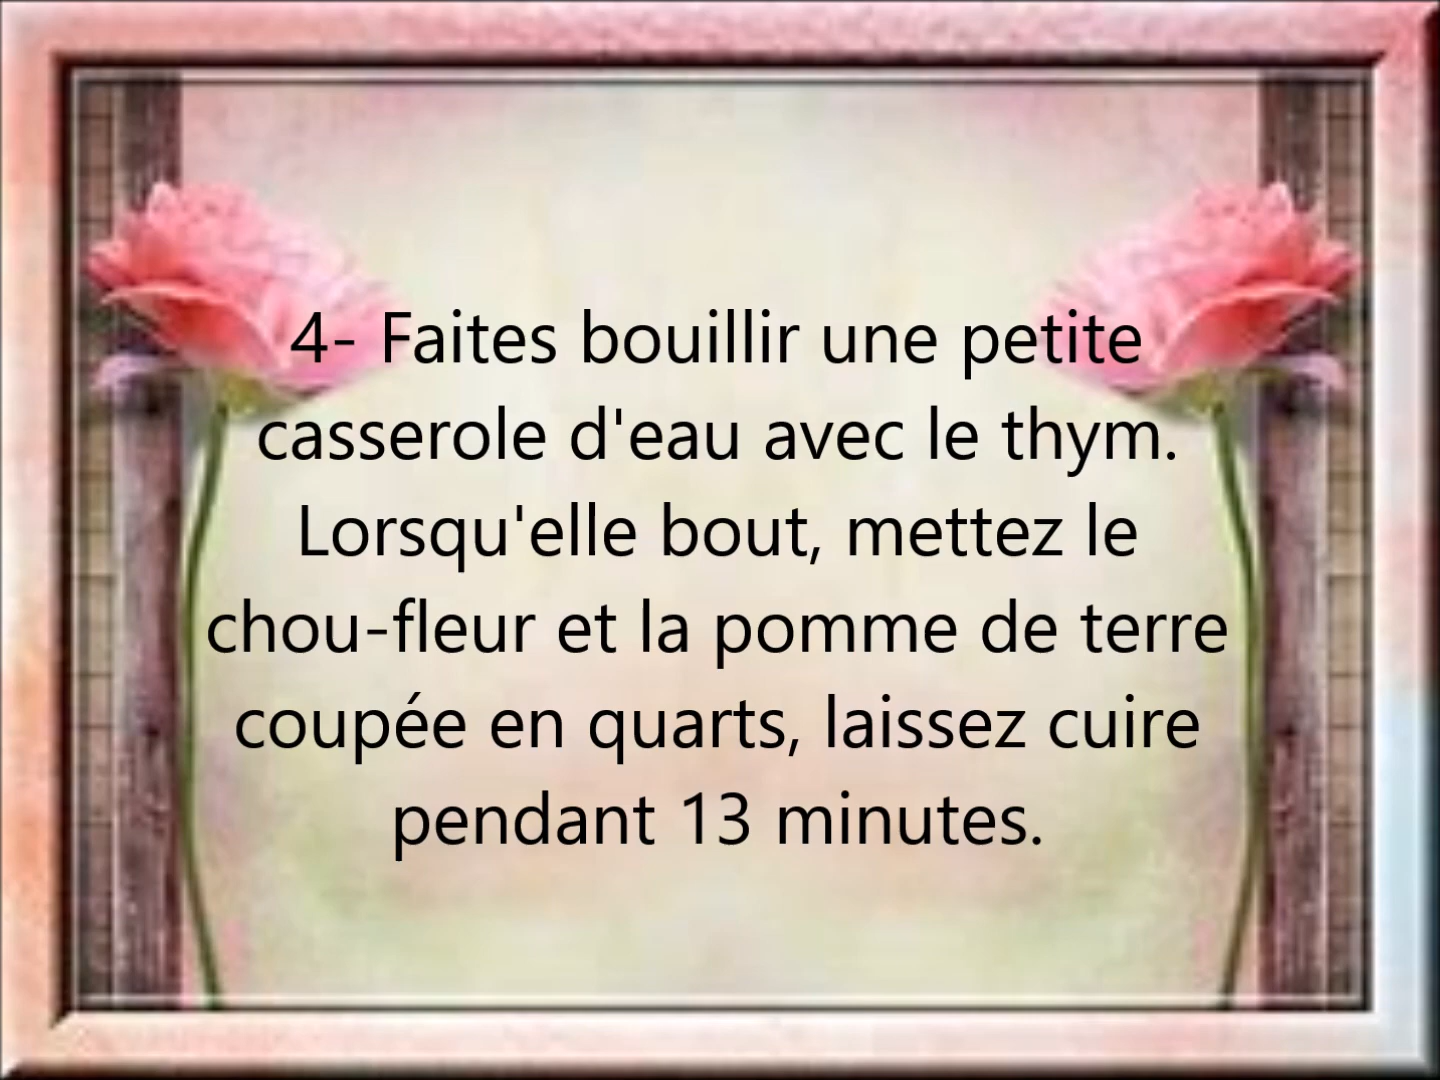 4- Faites bouillir une petite
casserole d'eau avec le thym.
Lorsqu'elle bout, mettez le
chou-fleur et la pomme de terre
coupée en quarts, laissez cuire
pendant 13 minutes.